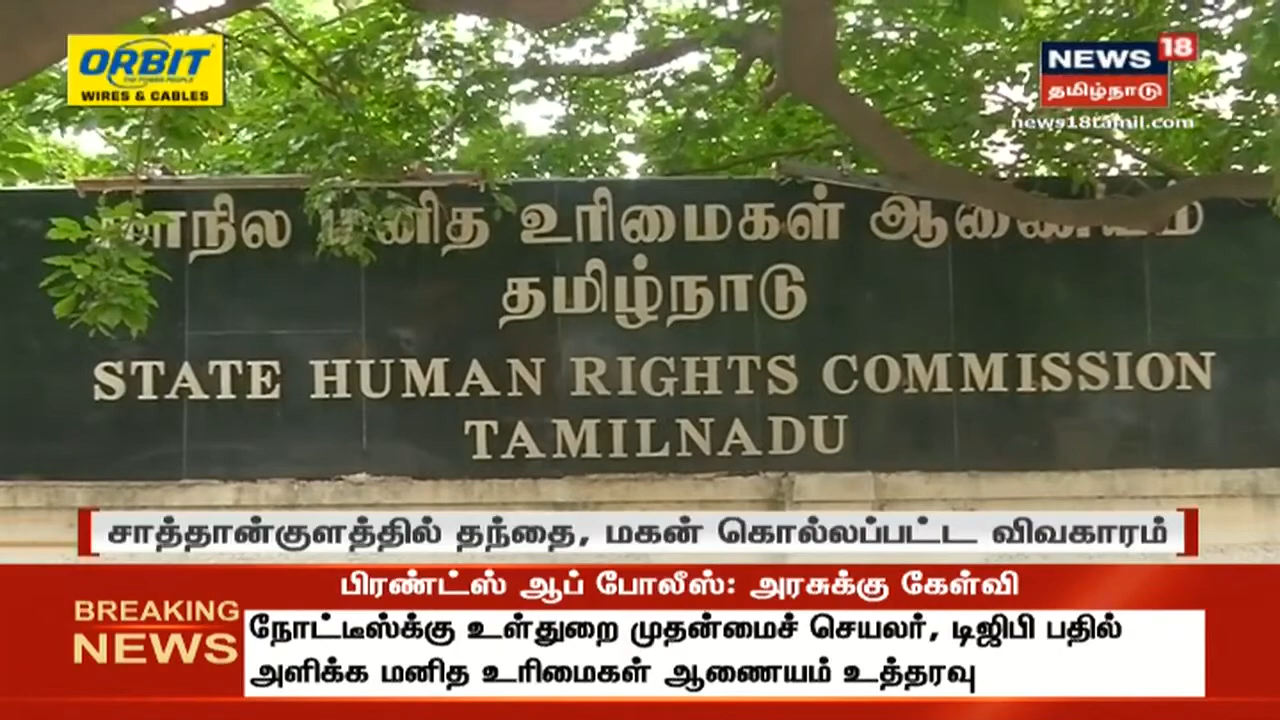 ORBIT
WIRES & CABLES
NEWS 18
தமிழ்நாடு
news18tamil.com
உரிமைகள்
தமிழ்நாடு
STATE HUMAN RIGHTS COMMISSION
TAMILNADU
சாத்தான்குளத்தில் தந்தை, மகன் கொல்லப்பட்ட விவகாரம்
பிரண்ட்ஸ் ஆப் போலீஸ்: அரசுக்கு கேள்வி
BREAKING NEWS
நோட்டீஸ்க்கு உள்துறை முதன்மைச் செயலர், டிஜிபி பதில்
அளிக்க மனித உரிமைகள் ஆணையம் உத்தரவு